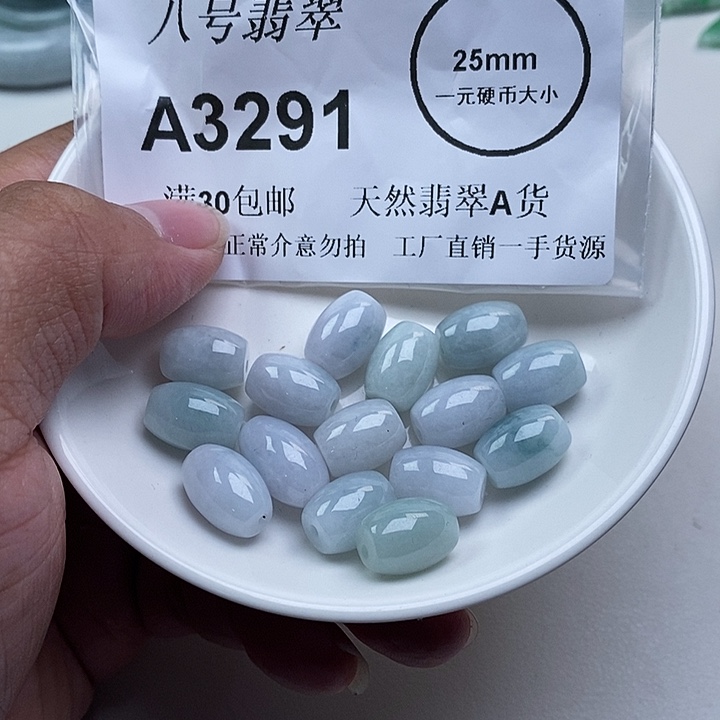 八号翡翠
25mm
一元硬币大小
A3291
满30包邮 天然翡翠A货
正常介意勿拍 工厂直销一手货源